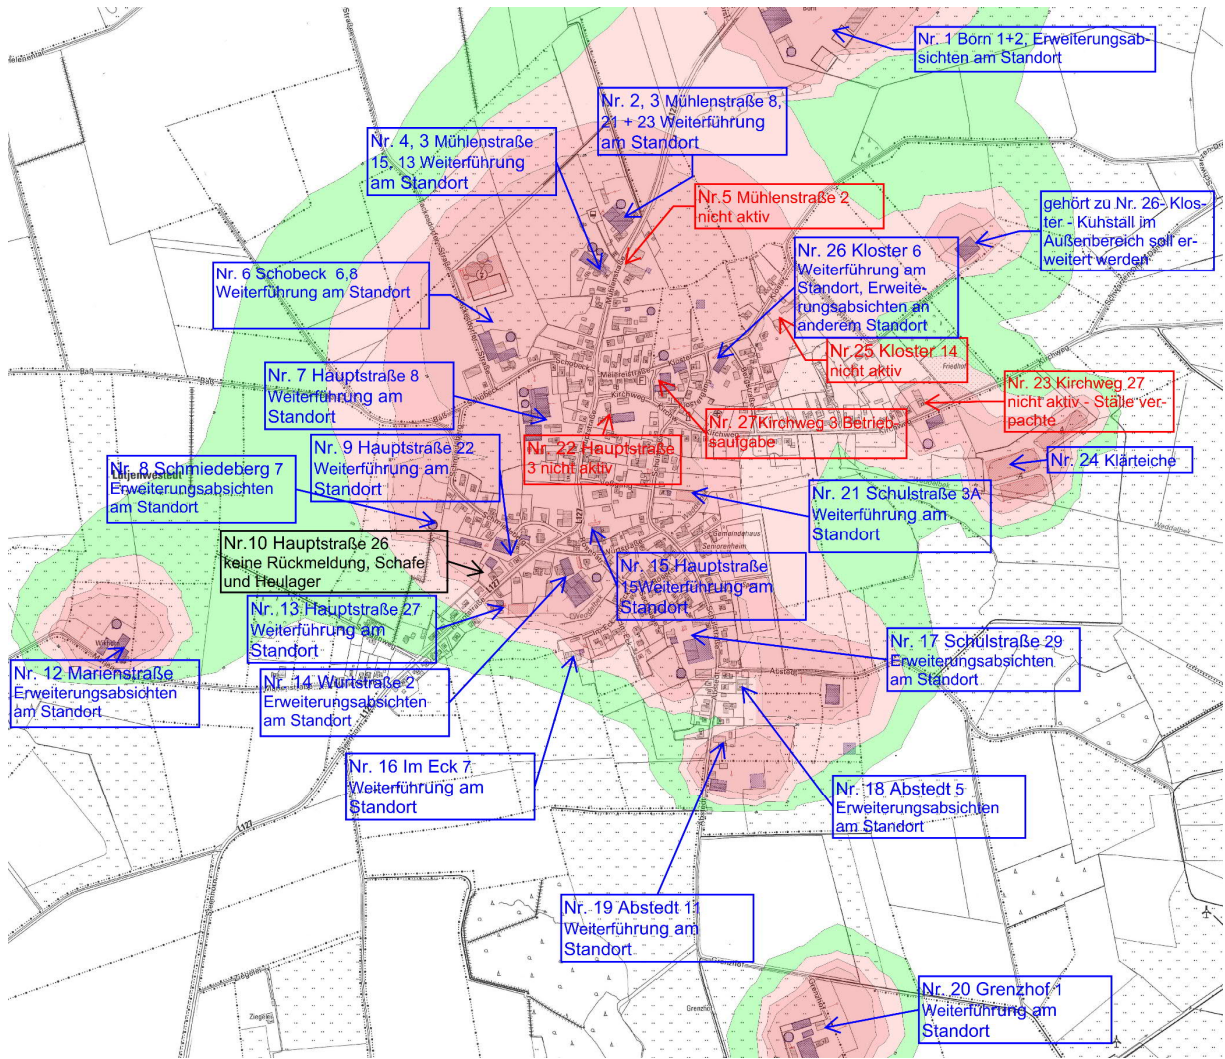 Nr. 1 Born 1+2, Erweiterungsab-
sichten am Standort
Nr. 2, 3 Mühlenstraße 8,
21 + 23 Weiterführung
am Standort
Nr. 4, 3 Mühlenstraße
15, 13 Weiterführung
am Standort
Nr.5 Mühlenstraße 2
nicht aktiv
gehört zu Nr. 26- Klos-
ter - Kuhstall im
Außenbereich soll er-
weitert werden
Nr. 26 Kloster 6
Weiterführung am
Standort, Erweite-
rungsabsichten an
anderem Standort
Nr. 6 Schobeck 6,8
Weiterführung am Standort
Nr.25 Kloster 14
nicht aktiv
Friedhof
Kirchweg
Nr. 7 Hauptstraße 8
Weiterführung am
Standort
Nr. 23 Kirchweg 27
nicht aktiv - Ställe ver-
pachte
Nr. 27Kirchweg 3 Betrieb
saufgabe
Nr. 22 Hauptstraße
3 nicht aktiv
Nr. 9 Hauptstraße 22
Weiterführung am
Standort
Nr. 24 Klärteiche
Nr. 8 Schmiedeberg 7
Erweiterungsabsichten
am Standort
Lütjenwestedt
Nr. 21 Schulstraße 3A
Weiterführung am
Standort
Nr.10 Hauptstraße 26
keine Rückmeldung, Schafe
und Heulager
Gemeindehaus
Seniorenheim
Nr. 15 Hauptstraße
15Weiterführung am
Standort
Nr. 13 Hauptstraße 27
Weiterführung am
Standort
Nr. 17 Schulstraße 29
Erweiterungsabsichten
am Standort
Nr. 12 Marienstraße
Erweiterungsabsichten
am Standort
Nr. 14 Wurtstraße 2
Erweiterungsabsichten
am Standort
Nr. 16 Im Eck 7
Weiterführung am
Standort
Nr. 18 Abstedt 5
Erweiterungsabsichten
am Standort
L127
Nr. 19 Abstedt 11
Weiterführung am
Standort
Grenzhof
Nr. 20 Grenzhof 1
Weiterführung am
Standort
Ziegelei